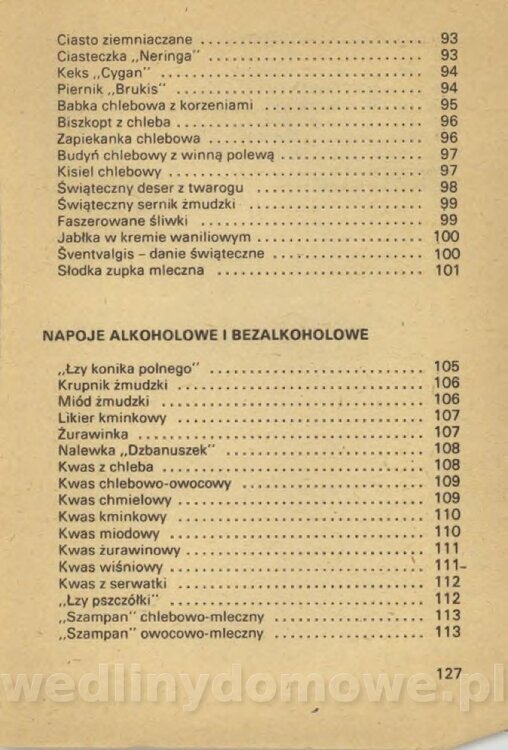 Ciasto ziemniaczane .............................. 93
Ciasteczka „Neringa" ............................. 93
Keks „Cygan" ..................................... 94
Piernik „Brukis" ................................. 94
Babka chlebowa z korzeniami ...................... 95
Biszkopt z chleba ................................ 96
Zapiekanka chlebowa .............................. 96
Budyń chlebowy z winną polewą .................... 97
Kisiel chlebowy .................................. 97
Świąteczny deser z twarogu ....................... 98
Świąteczny sernik żmudzki ........................ 99
Faszerowane śliwki ............................... 99
Jabłka w kremie waniliowym ....................... 100
Šventvalgis – danie świąteczne ................... 100
Słodka zupka mleczna ............................. 101
NAPOJE ALKOHOLOWE I BEZALKOHOLOWE
„Łzy konika polnego" ............................. 105
Krupnik żmudzki .................................. 106
Miód żmudzki ..................................... 106
Likier kminkowy .................................. 107
Żurawinka ........................................ 107
Nalewka „Dzbanuszek" ............................. 108
Kwas z chleba .................................... 108
Kwas chlebowo-owocowy ............................ 109
Kwas chmielowy ................................... 109
Kwas kminkowy .................................... 110
Kwas miodowy ..................................... 110
Kwas żurawinowy .................................. 111
Kwas wiśniowy .................................... 111
Kwas z serwatki .................................. 112
„Łzy pszczółki" .................................. 112
„Szampan" chlebowo-mleczny ....................... 113
„Szampan" owocowo-mleczny ........................ 113
127
wedlinydomowe.pl